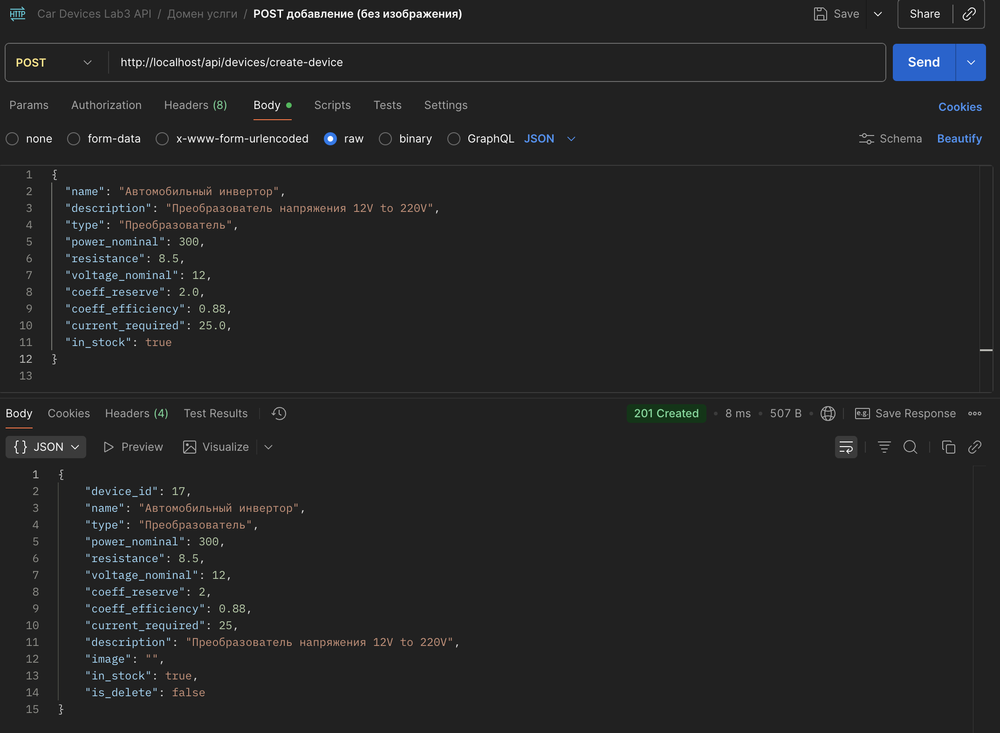 HTTP Car Devices Lab3 API / Домен услги / POST добавление (без изображения) Save Share
POST http://localhost/api/devices/create-device Send
Params Authorization Headers (8) Body Scripts Tests Settings Cookies
none form-data x-www-form-urlencoded raw binary GraphQL JSON Schema Beautify
1 {
2 "name": "Автомобильный инвертор",
3 "description": "Преобразователь напряжения 12V to 220V",
4 "type": "Преобразователь",
5 "power_nominal": 300,
6 "resistance": 8.5,
7 "voltage_nominal": 12,
8 "coeff_reserve": 2.0,
9 "coeff_efficiency": 0.88,
10 "current_required": 25.0,
11 "in_stock": true
12 }
13
Body Cookies Headers (4) Test Results 201 Created • 8 ms • 507 B • e.g. Save Response
{} JSON Preview Visualize
1 {
2 "device_id": 17,
3 "name": "Автомобильный инвертор",
4 "type": "Преобразователь",
5 "power_nominal": 300,
6 "resistance": 8.5,
7 "voltage_nominal": 12,
8 "coeff_reserve": 2,
9 "coeff_efficiency": 0.88,
10 "current_required": 25,
11 "description": "Преобразователь напряжения 12V to 220V",
12 "image": "",
13 "in_stock": true,
14 "is_delete": false
15 }